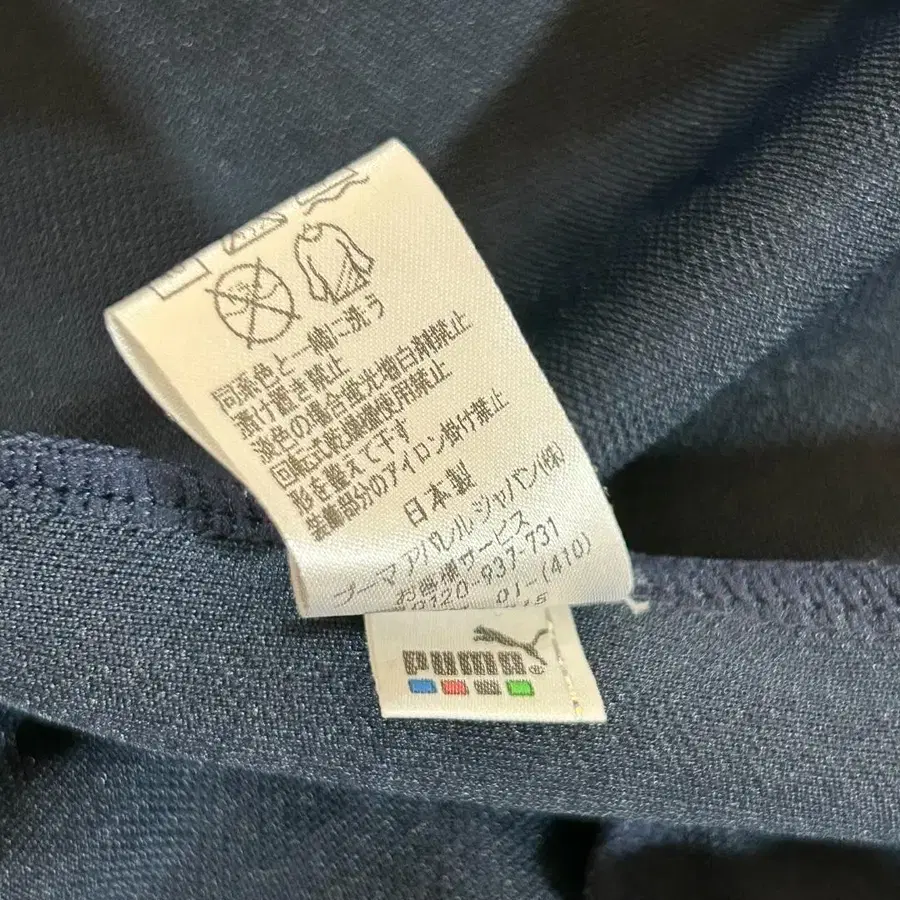 同系色と一緒に洗う
漬け置き禁止
淡色の場合蛍光増白剤禁止
回転式乾燥機使用禁止
形を整えて干す
装飾部分のアイロン掛け禁止
日本製
プーマアパレルジャパン(株)
お客様サービス
0120-937-731
01-(410)
PUMA